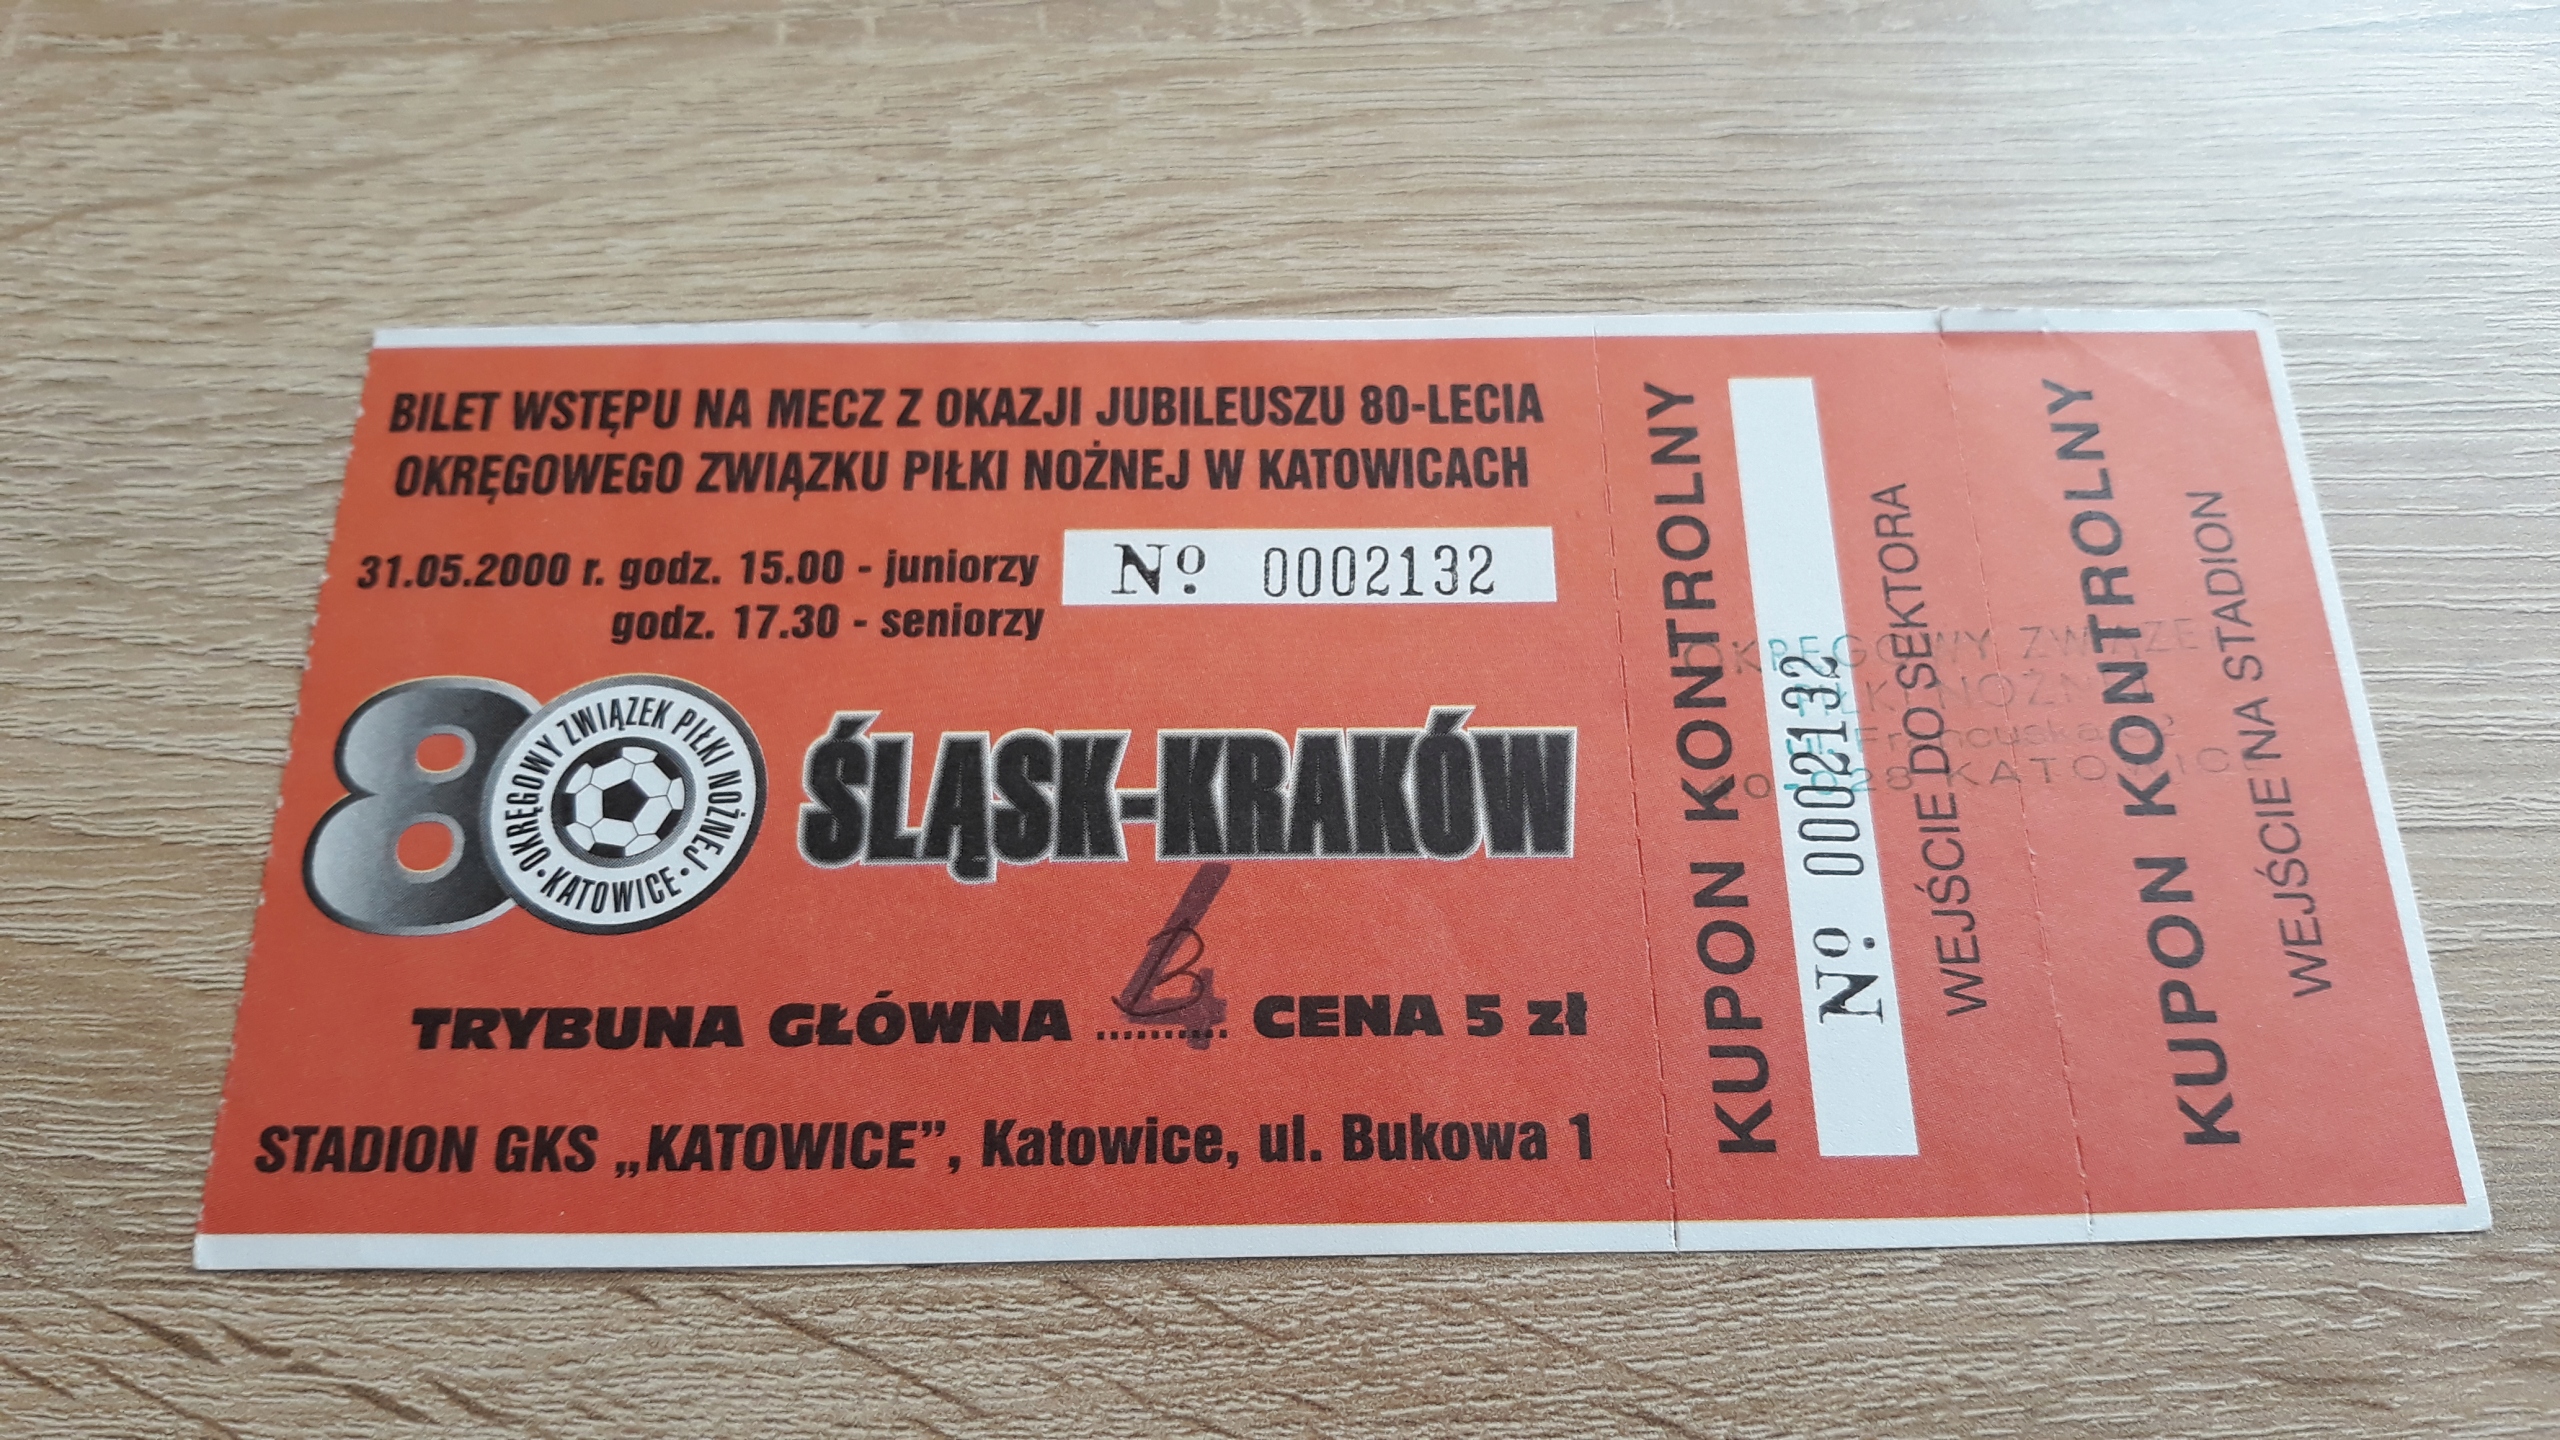 BILET WSTĘPU NA MECZ Z OKAZJI JUBILEUSZU 80-LECIA
OKRĘGOWEGO ZWIĄZKU PIŁKI NOŻNEJ W KATOWICACH
31.05.2000 r. godz. 15.00 - juniorzy
godz. 17.30 - seniorzy
Nº 0002132
80
OKRĘGOWY ZWIĄZEK PIŁKI NOŻNEJ
• KATOWICE •
ŚLĄSK-KRAKÓW
B
TRYBUNA GŁÓWNA ........... CENA 5 zł
STADION GKS „KATOWICE”, Katowice, ul. Bukowa 1
KUPON KONTROLNY
Nº 0002132
WEJŚCIE DO SEKTORA
KUPON KONTROLNY
WEJŚCIE NA STADION